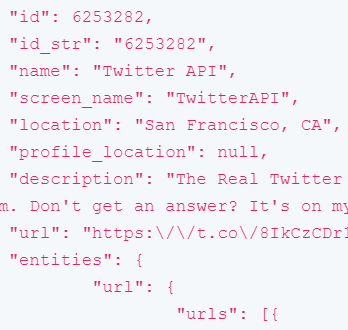 "id": 6253282,
"id_str": "6253282",
"name": "Twitter API",
"screen_name": "TwitterAPI",
"location": "San Francisco, CA",
"profile_location": null,
"description": "The Real Twitter
m. Don't get an answer? It's on my
"url": "https:\/\/t.co\/8IkCzCDr1
"entities": {
"url": {
"urls": [{